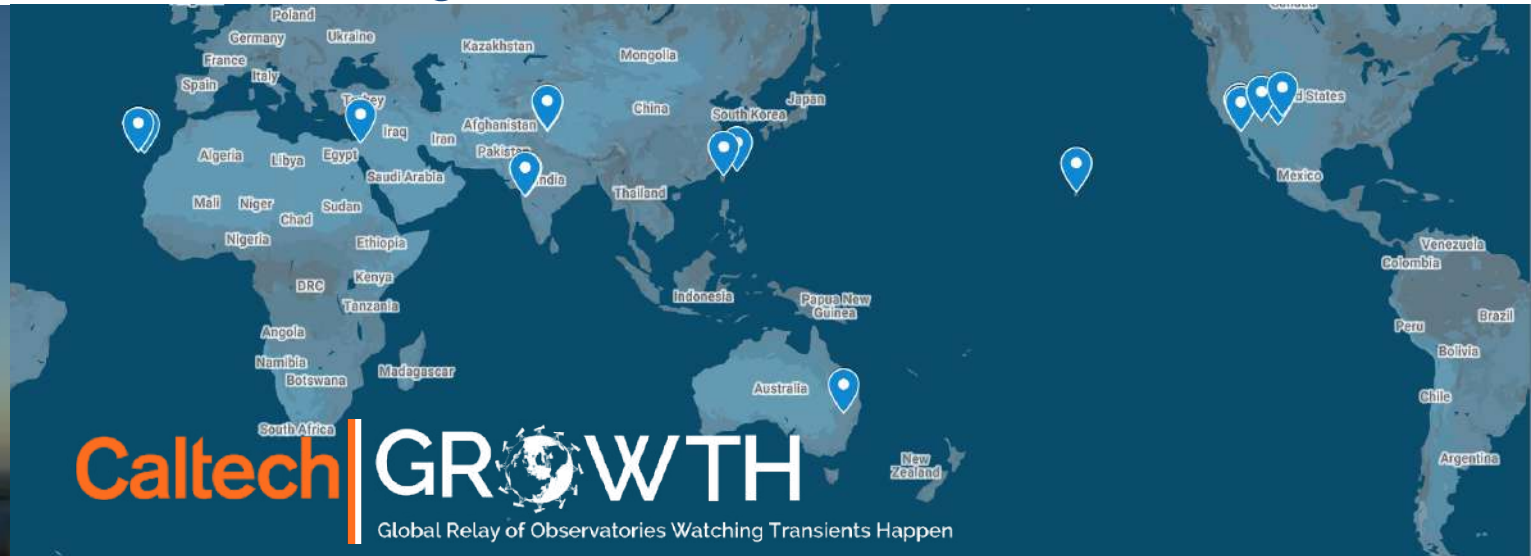 Poland
Germany
Ukraine
Kazakhstan
Mongolia
France
Italy
Spain
Turkey
Afghanistan
China
South Korea
Japan
Iraq
Iran
United States
Algeria
Libya
Egypt
Pakistan
Saudi Arabia
India
Thailand
Mexico
Mali
Niger
Chad
Sudan
Nigeria
Ethiopia
Venezuela
Colombia
DRC
Kenya
Tanzania
Indonesia
Papua New
Guinea
Peru
Brazil
Angola
Namibia
Botswana
Madagascar
Bolivia
Australia
Chile
South Africa
New
Zealand
Argentina
Caltech GROWTH
Global Relay of Observatories Watching Transients Happen